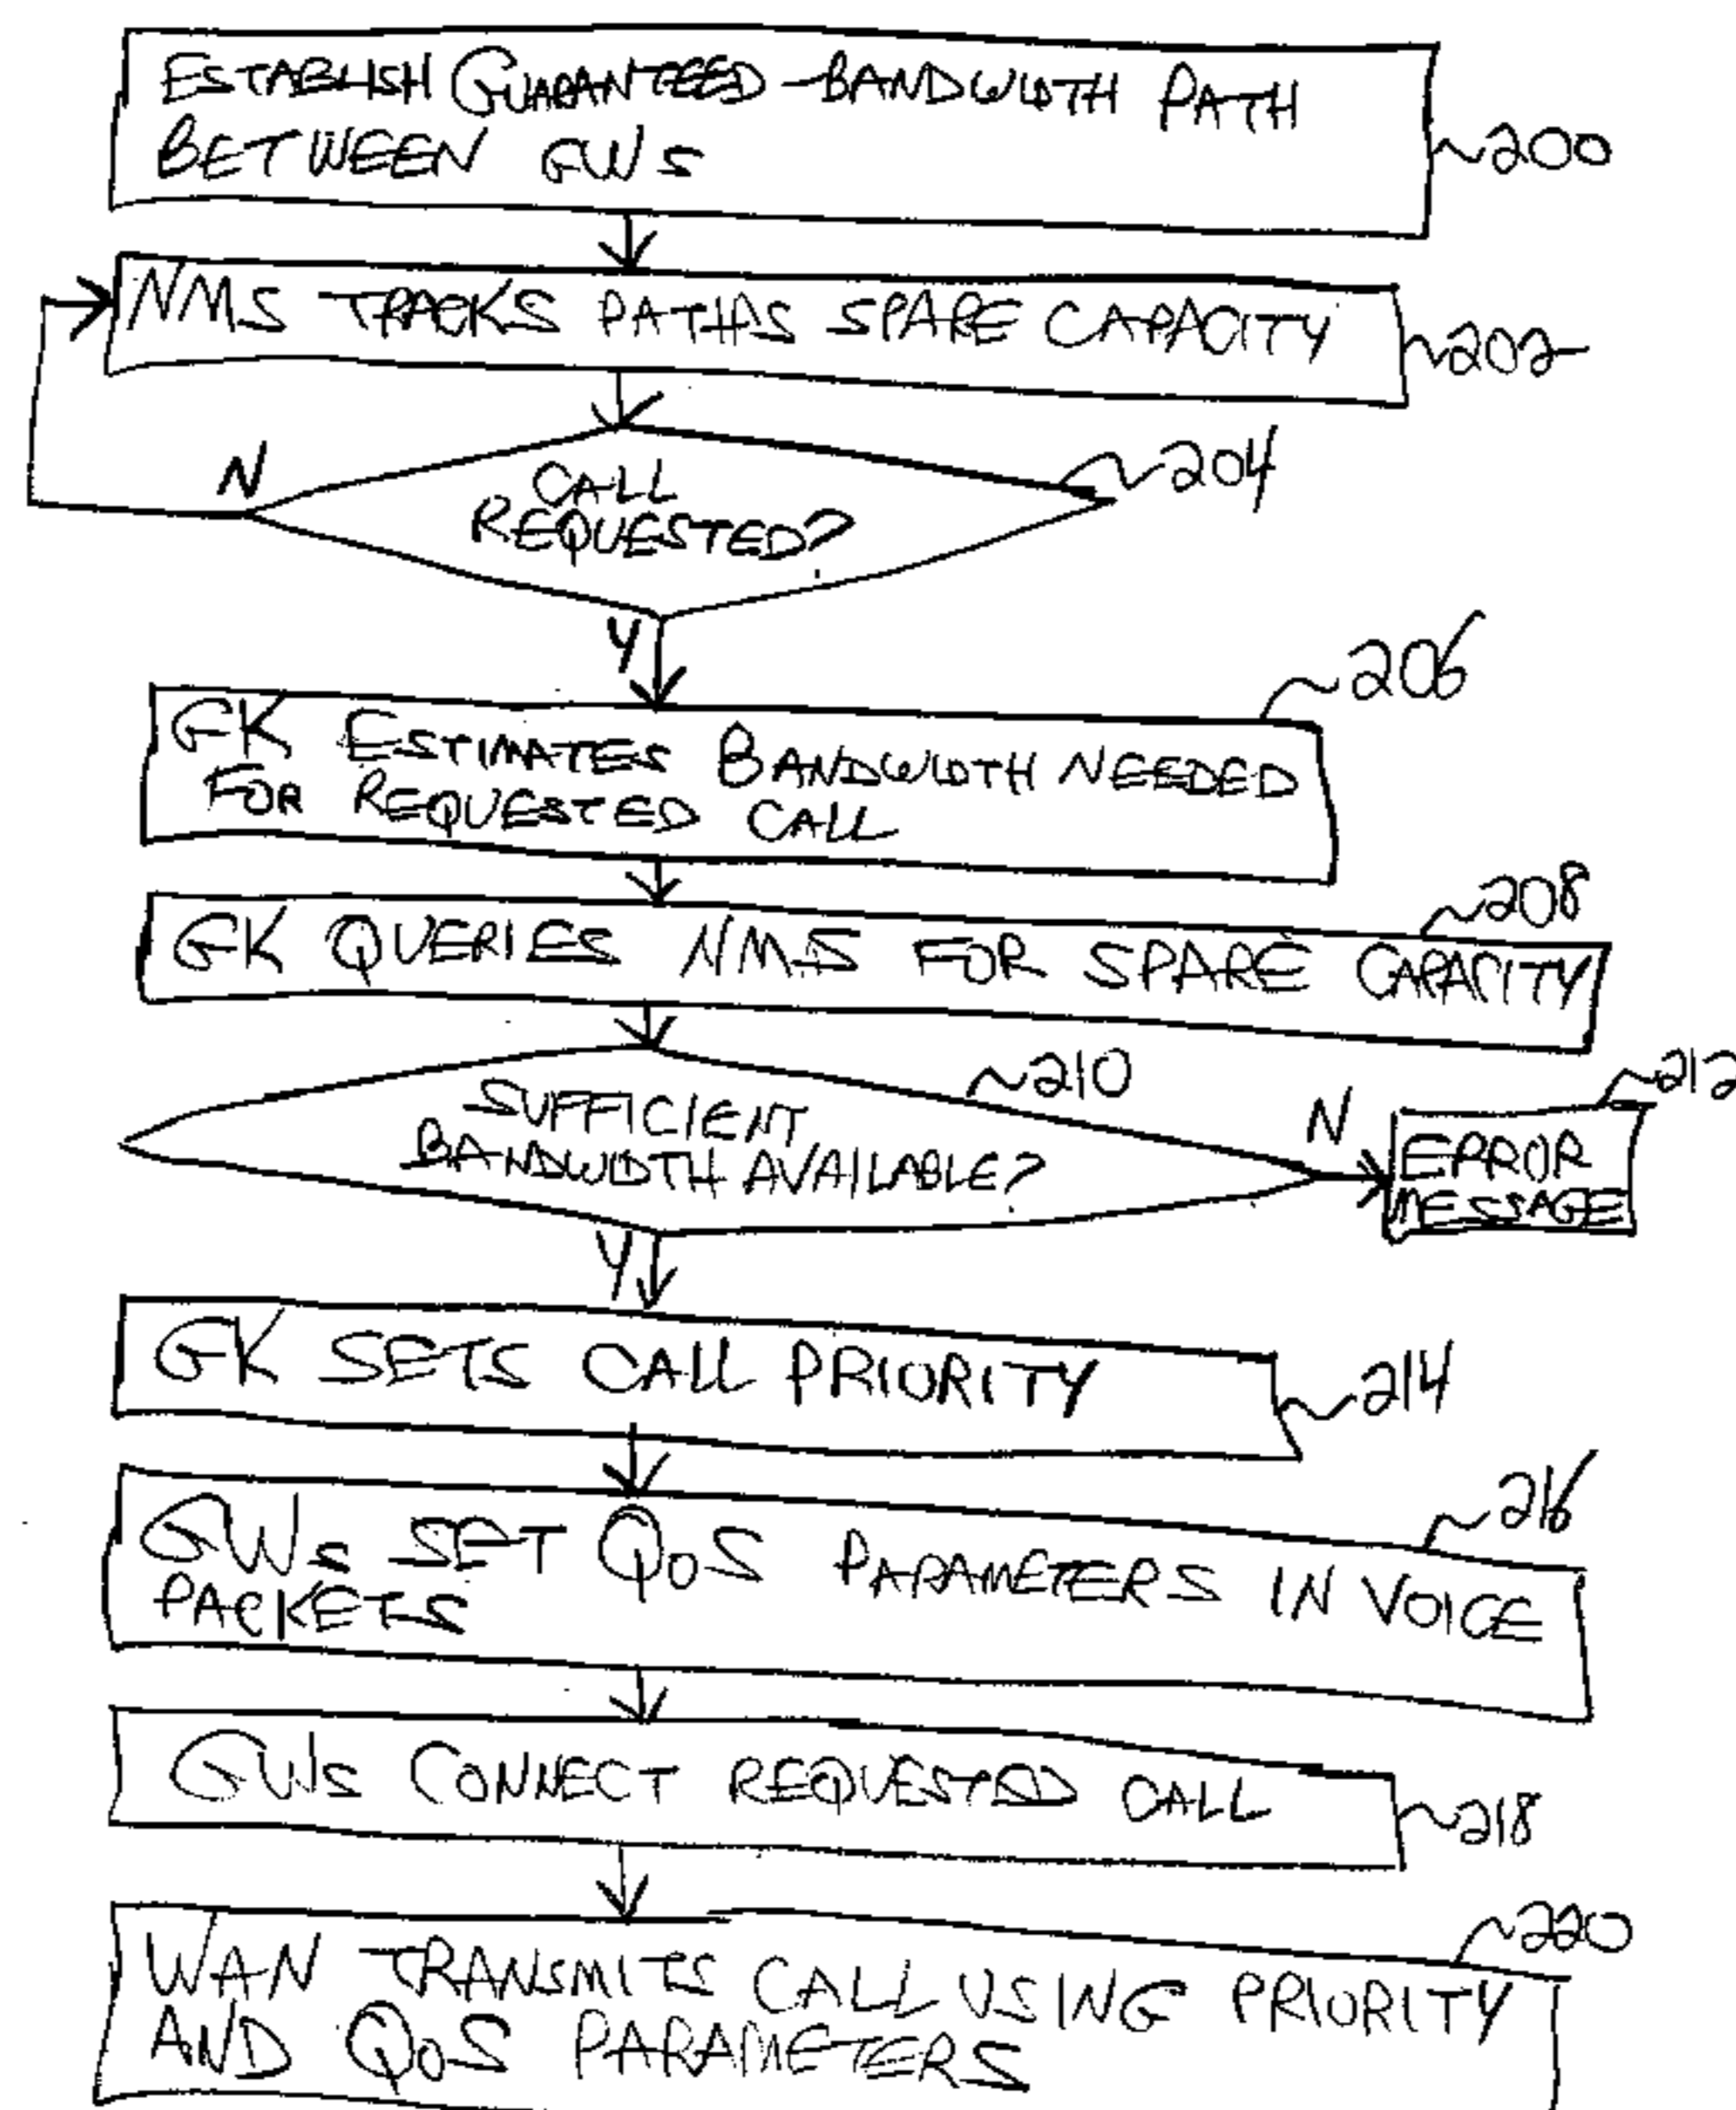 ESTABLISH GUARANTEED-BANDWIDTH PATH
BETWEEN GWs
200
NMS TRACKS PATHS SPARE CAPACITY
202
204
N
CALL
REQUESTED?
Y
206
GK ESTIMATES BANDWIDTH NEEDED
FOR REQUESTED CALL
208
GK QUERIES NMS FOR SPARE CAPACITY
210
212
SUFFICIENT
BANDWIDTH AVAILABLE?
N
ERROR
MESSAGE
Y
GK SETS CALL PRIORITY
214
216
GWs SET QoS PARAMETERS IN VOICE
PACKETS
GWs CONNECT REQUESTED CALL
218
220
WAN TRANSMITS CALL USING PRIORITY
AND QoS PARAMETERS